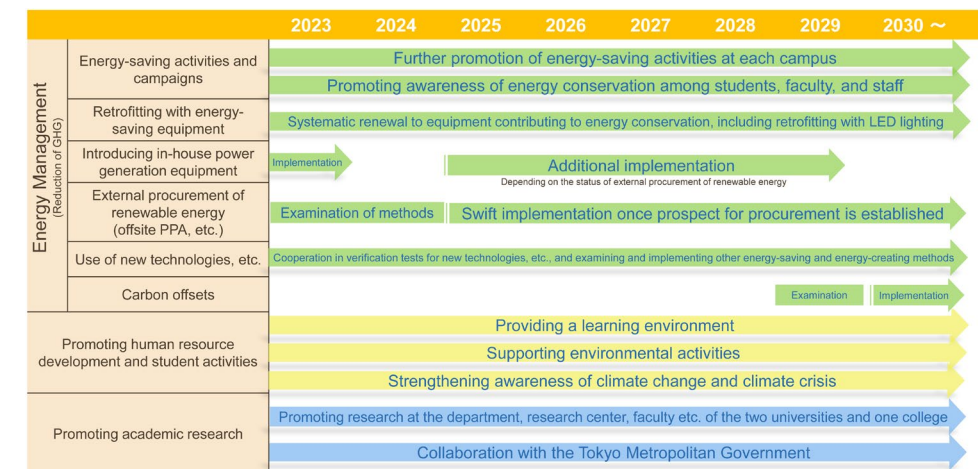 2023 2024 2025 2026 2027 2028 2029 2030 ～
Energy Management
(Reduction of GHG)
Energy-saving activities and
campaigns
Further promotion of energy-saving activities at each campus
Promoting awareness of energy conservation among students, faculty, and staff
Retrofitting with energy-
saving equipment
Systematic renewal to equipment contributing to energy conservation, including retrofitting with LED lighting
Introducing in-house power
generation equipment
Implementation
Additional implementation
Depending on the status of external procurement of renewable energy
External procurement of
renewable energy
(offsite PPA, etc.)
Examination of methods
Swift implementation once prospect for procurement is established
Use of new technologies, etc.
Cooperation in verification tests for new technologies, etc., and examining and implementing other energy-saving and energy-creating methods
Carbon offsets
Examination
Implementation
Promoting human resource
development and student activities
Providing a learning environment
Supporting environmental activities
Strengthening awareness of climate change and climate crisis
Promoting academic research
Promoting research at the department, research center, faculty etc. of the two universities and one college
Collaboration with the Tokyo Metropolitan Government